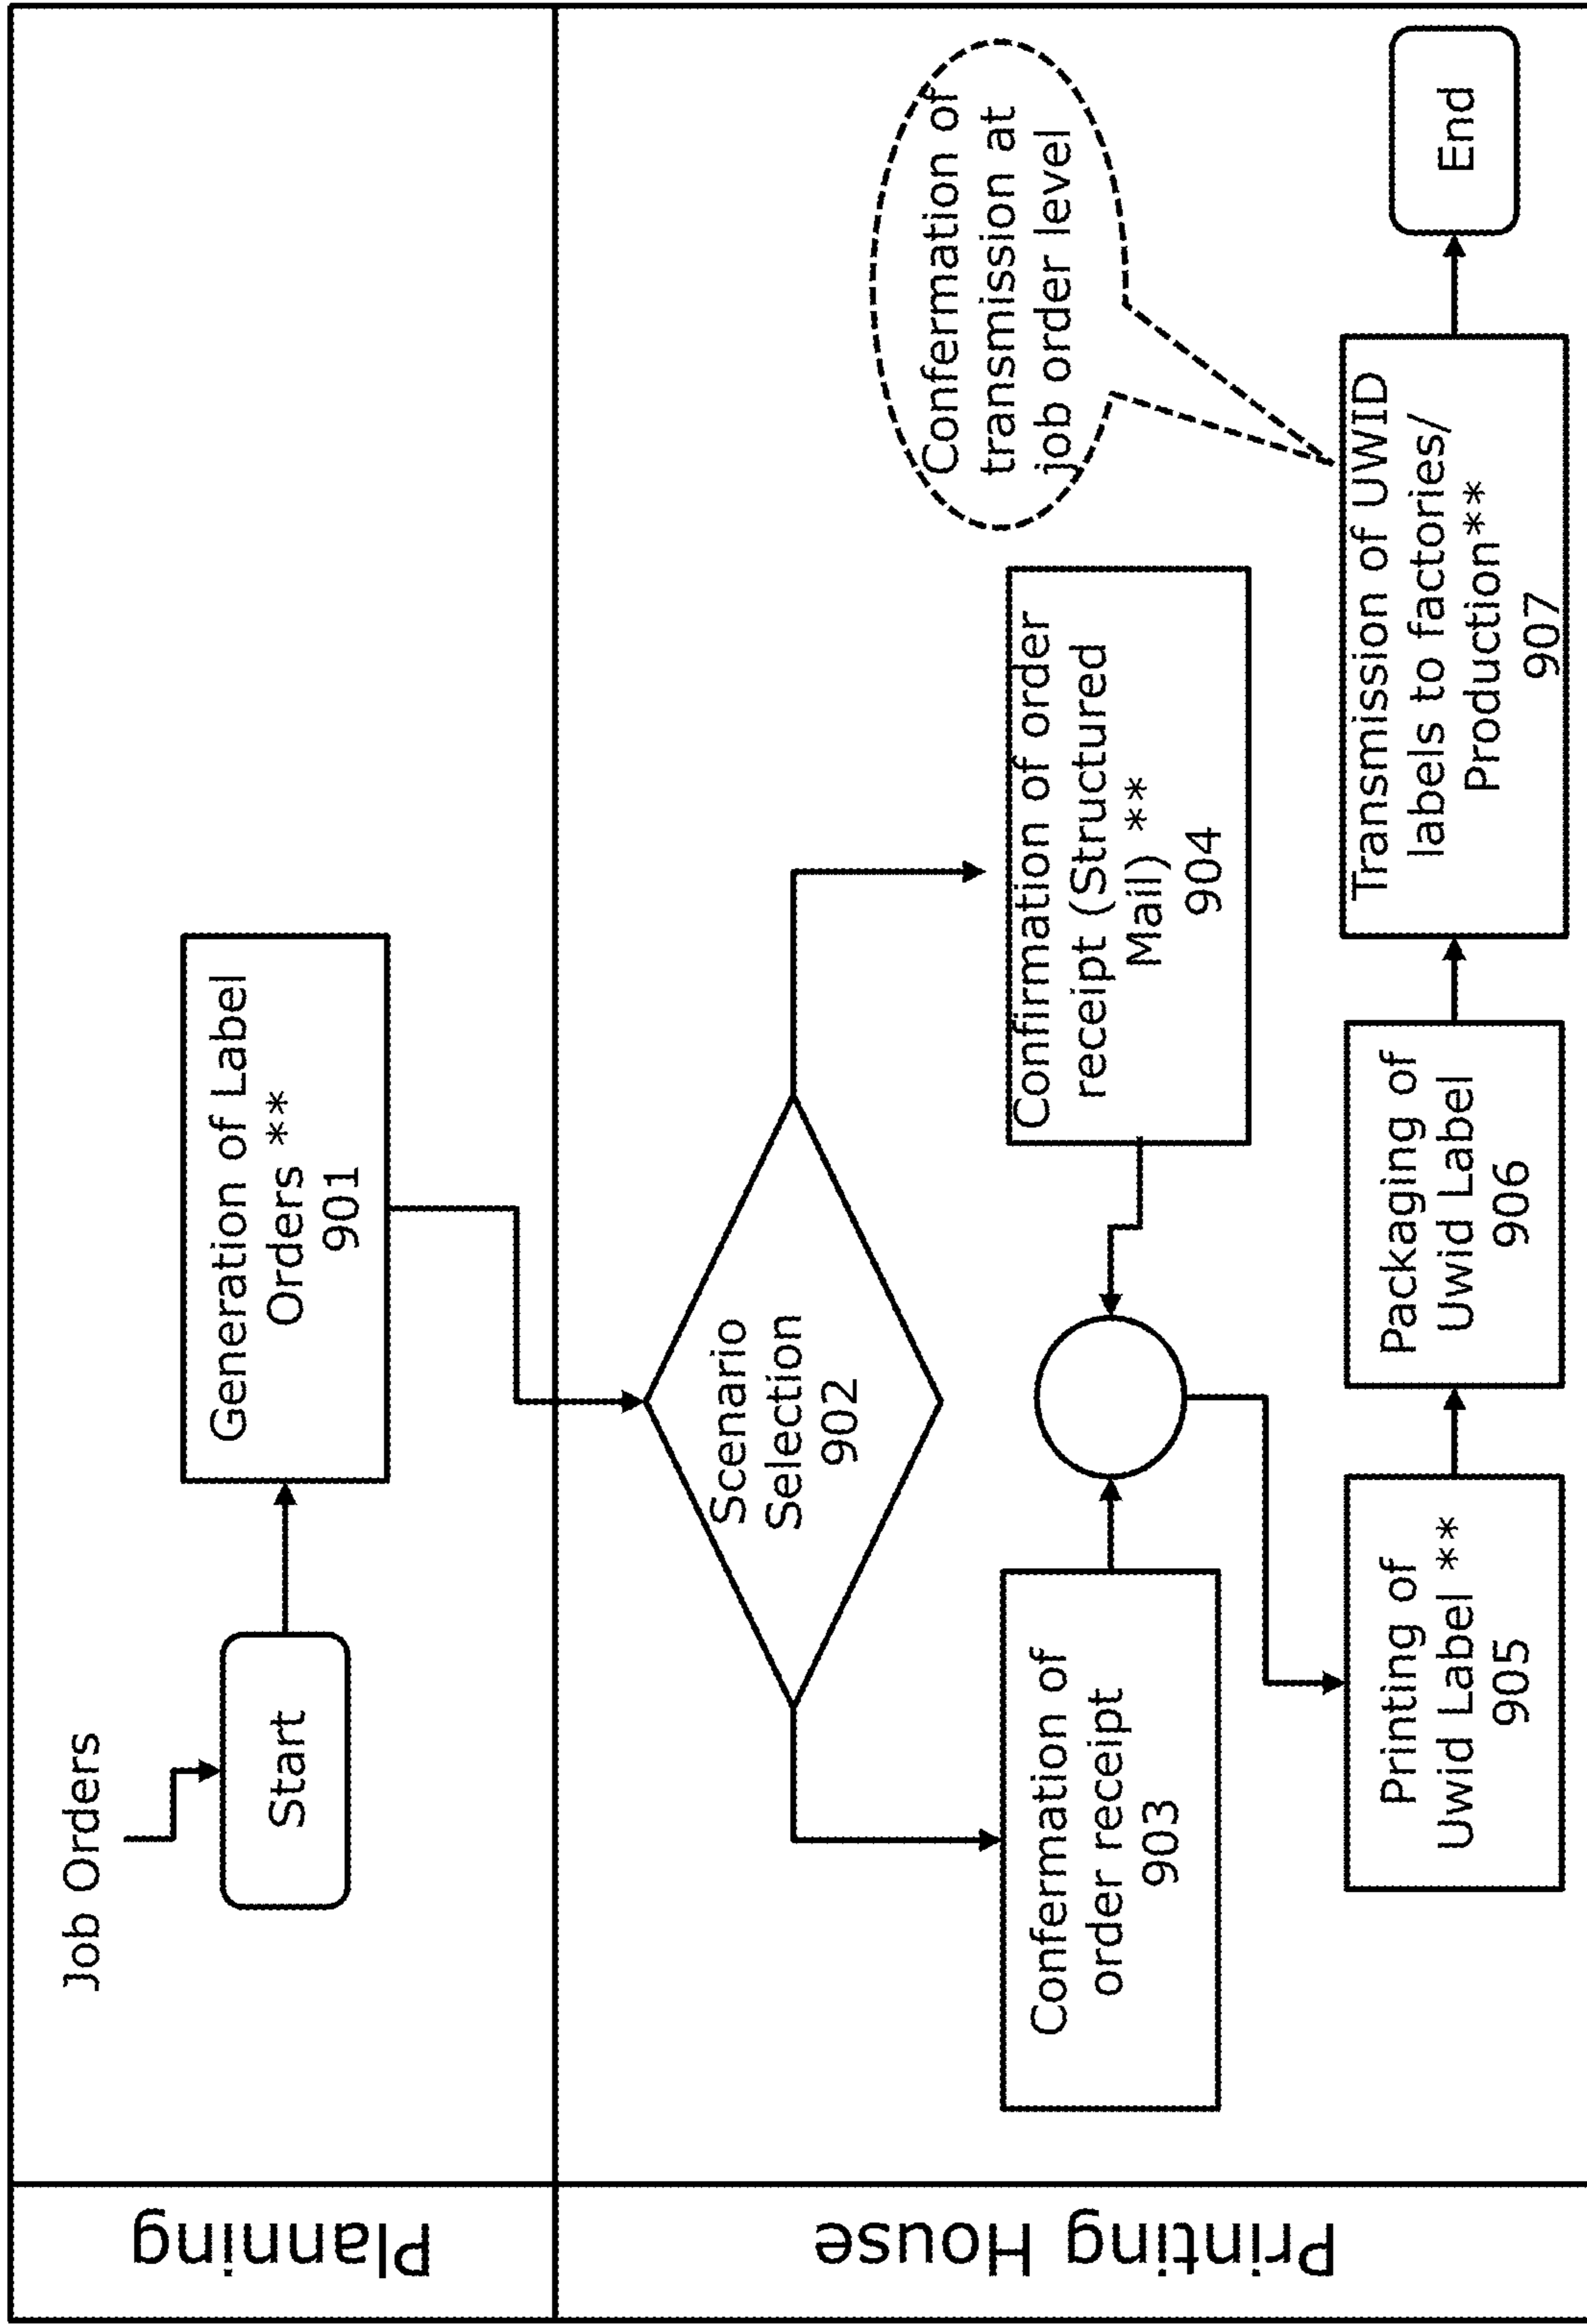 Planning
Job Orders
Start
Generation of Label
Orders **
901
Printing House
Scenario
Selection
902
Confermation of
order receipt
903
Confirmation of order
receipt (Structured
Mail) **
904
Confermation of
transmission at
job order level
Printing of
Uwid Label **
905
Packaging of
Uwid Label
906
Transmission of UWID
labels to factories/
Production**
907
End